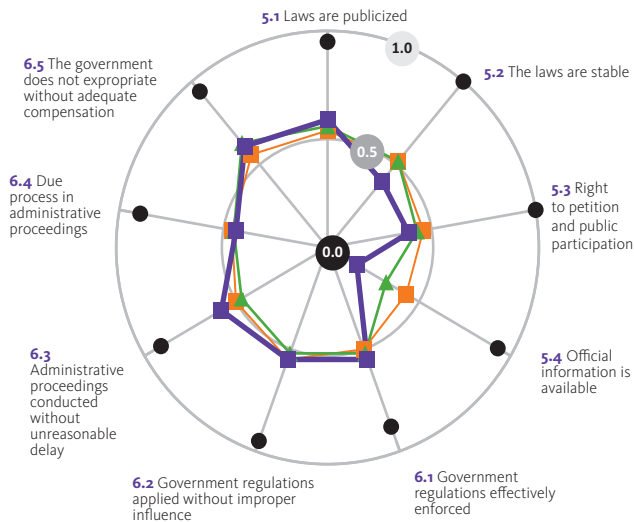 5.1 Laws are publicized
1.0
5.2 The laws are stable
0.5
5.3 Right
to petition
and public
participation
0.0
5.4 Official
information is
available
6.1 Government
regulations effectively
enforced
6.2 Government regulations
applied without improper
influence
6.3
Administrative
proceedings
conducted
without
unreasonable
delay
6.4 Due
process in
administrative
proceedings
6.5 The government
does not expropriate
without adequate
compensation